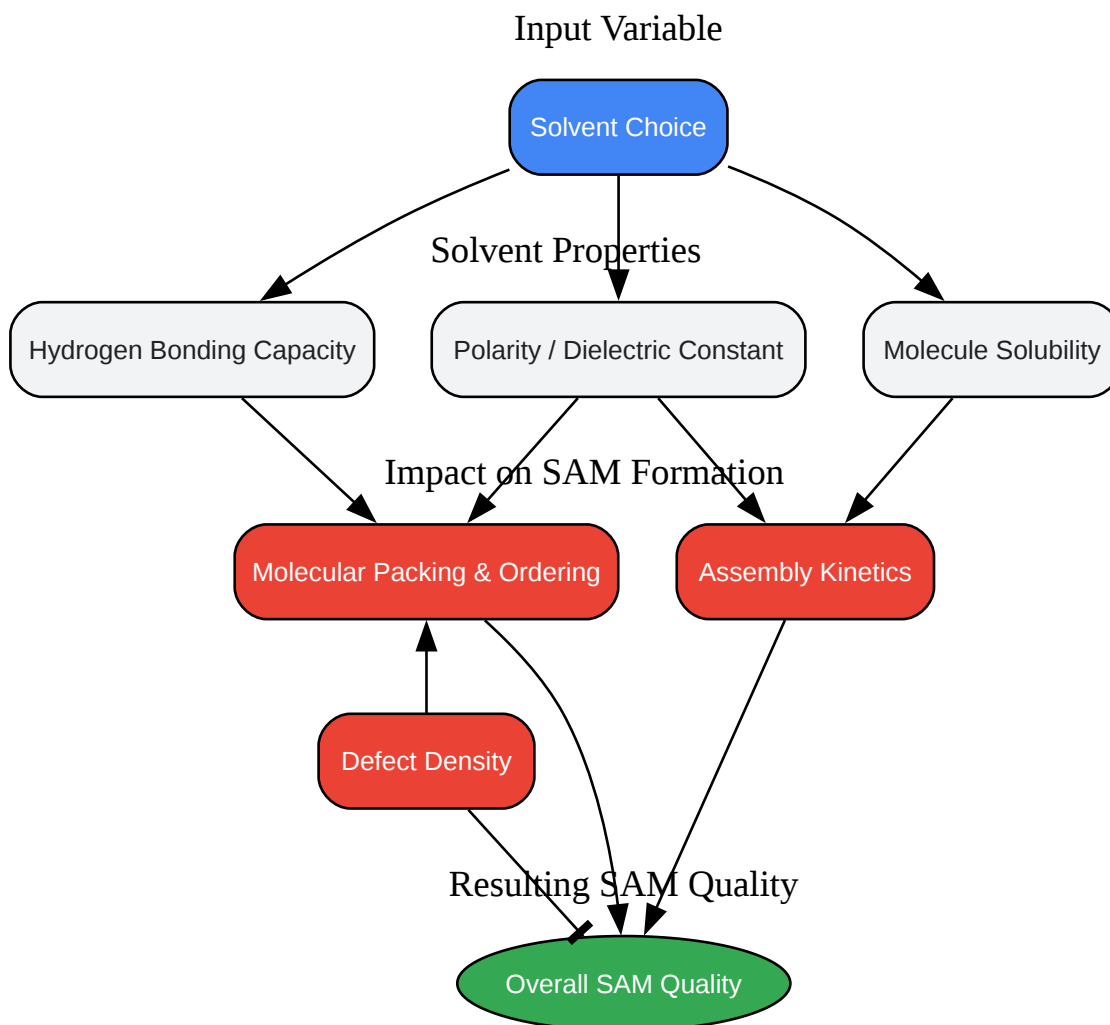 Input Variable
Solvent Choice
Solvent Properties
Hydrogen Bonding Capacity
Polarity / Dielectric Constant
Molecule Solubility
Impact on SAM Formation
Molecular Packing & Ordering
Assembly Kinetics
Defect Density
Resulting SAM Quality
Overall SAM Quality